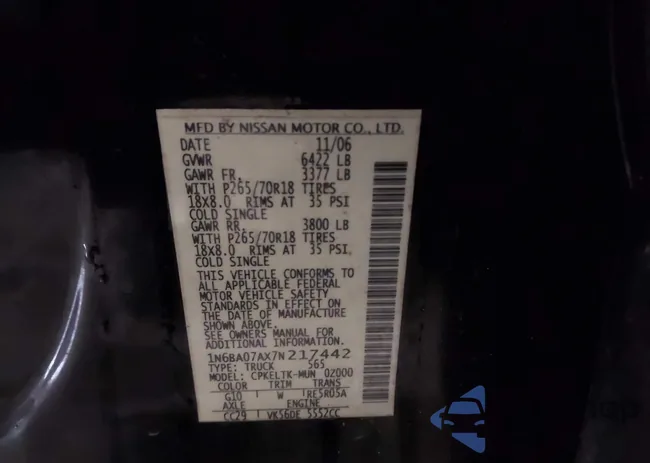 MFD BY NISSAN MOTOR CO., LTD.
DATE 11/06
GVWR 6422 LB
GAWR FR. 3377 LB
WITH P265/70R18 TIRES
18X8.0 RIMS AT 35 PSI
COLD SINGLE
GAWR RR. 3800 LB
WITH P265/70R18 TIRES
18X8.0 RIMS AT 35 PSI,
COLD SINGLE
THIS VEHICLE CONFORMS TO
ALL APPLICABLE FEDERAL
MOTOR VEHICLE SAFETY
STANDARDS IN EFFECT ON
THE DATE OF MANUFACTURE
SHOWN ABOVE.
SEE OWNERS MANUAL FOR
ADDITIONAL INFORMATION
1N6BA07AX7N217442
TYPE: TRUCK 565
MODEL: CPKELTK-MUN 0Z000
COLOR TRIM TRANS
G10 W RE5R05A
AXLE ENGINE
CC29 VK56DE 5552CC